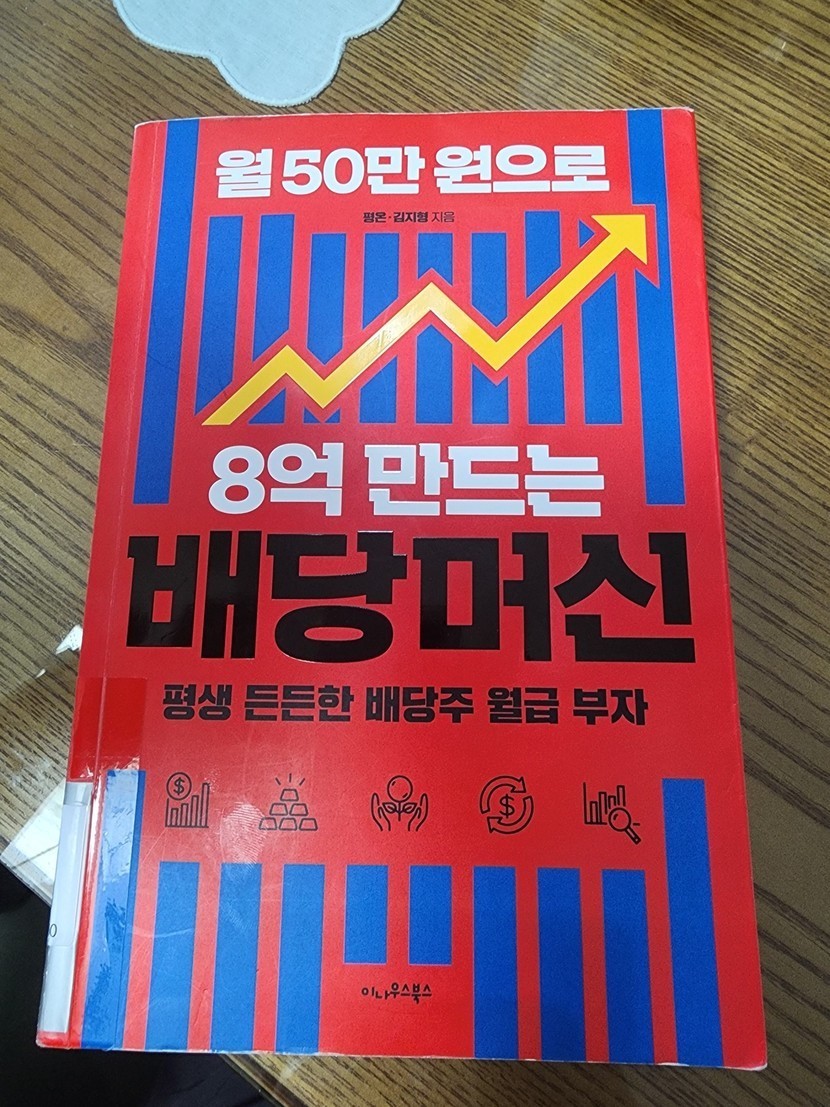 월 50만 원으로
평온·김지형 지음
8억 만드는
배당머신
평생 든든한 배당주 월급 부자
이나우스북스